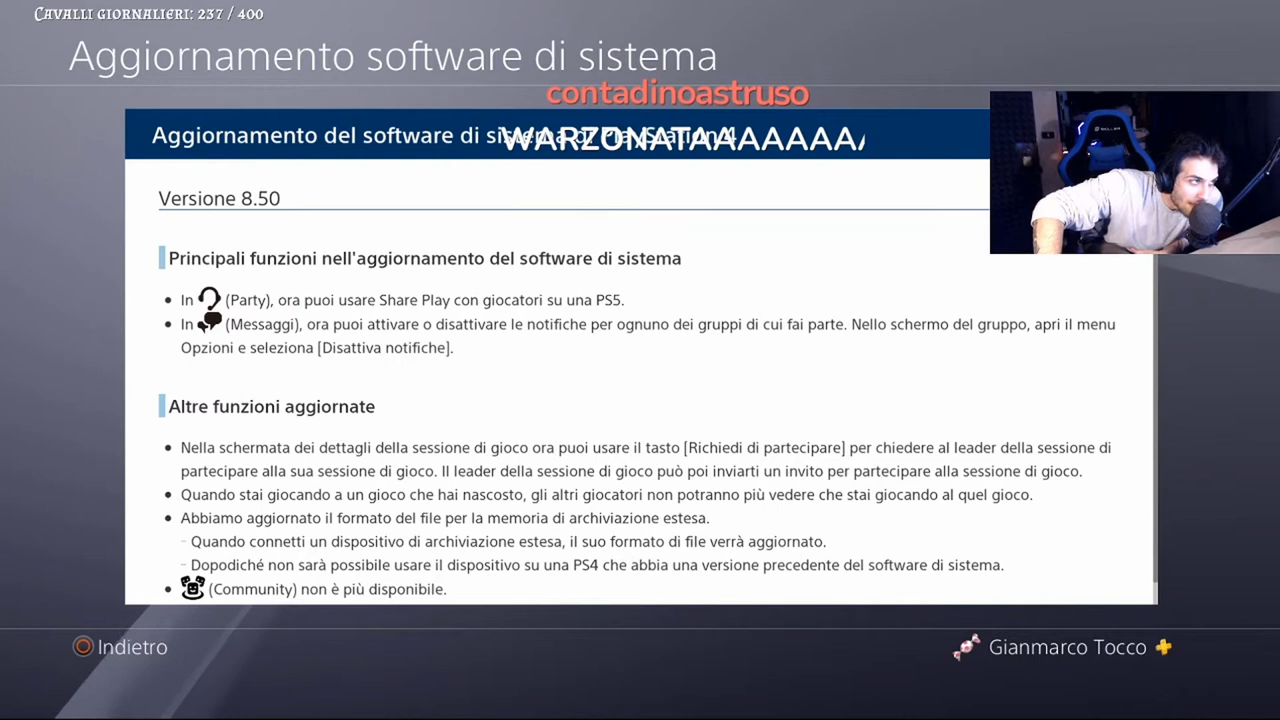 Cavalli giornalieri: 237 / 400
Aggiornamento software di sistema
contadinoastruso
Aggiornamento del software di sistema di PlayStation 4
WARZONATAAAAAAA
Versione 8.50
Principali funzioni nell'aggiornamento del software di sistema
• In (Party), ora puoi usare Share Play con giocatori su una PS5.
• In (Messaggi), ora puoi attivare o disattivare le notifiche per ognuno dei gruppi di cui fai parte. Nello schermo del gruppo, apri il menu
Opzioni e seleziona [Disattiva notifiche].
Altre funzioni aggiornate
• Nella schermata dei dettagli della sessione di gioco ora puoi usare il tasto [Richiedi di partecipare] per chiedere al leader della sessione di
partecipare alla sua sessione di gioco. Il leader della sessione di gioco può poi inviarti un invito per partecipare alla sessione di gioco.
• Quando stai giocando a un gioco che hai nascosto, gli altri giocatori non potranno più vedere che stai giocando al quel gioco.
• Abbiamo aggiornato il formato del file per la memoria di archiviazione estesa.
- Quando connetti un dispositivo di archiviazione estesa, il suo formato di file verrà aggiornato.
- Dopodiché non sarà possibile usare il dispositivo su una PS4 che abbia una versione precedente del software di sistema.
• (Community) non è più disponibile.
Indietro
Gianmarco Tocco